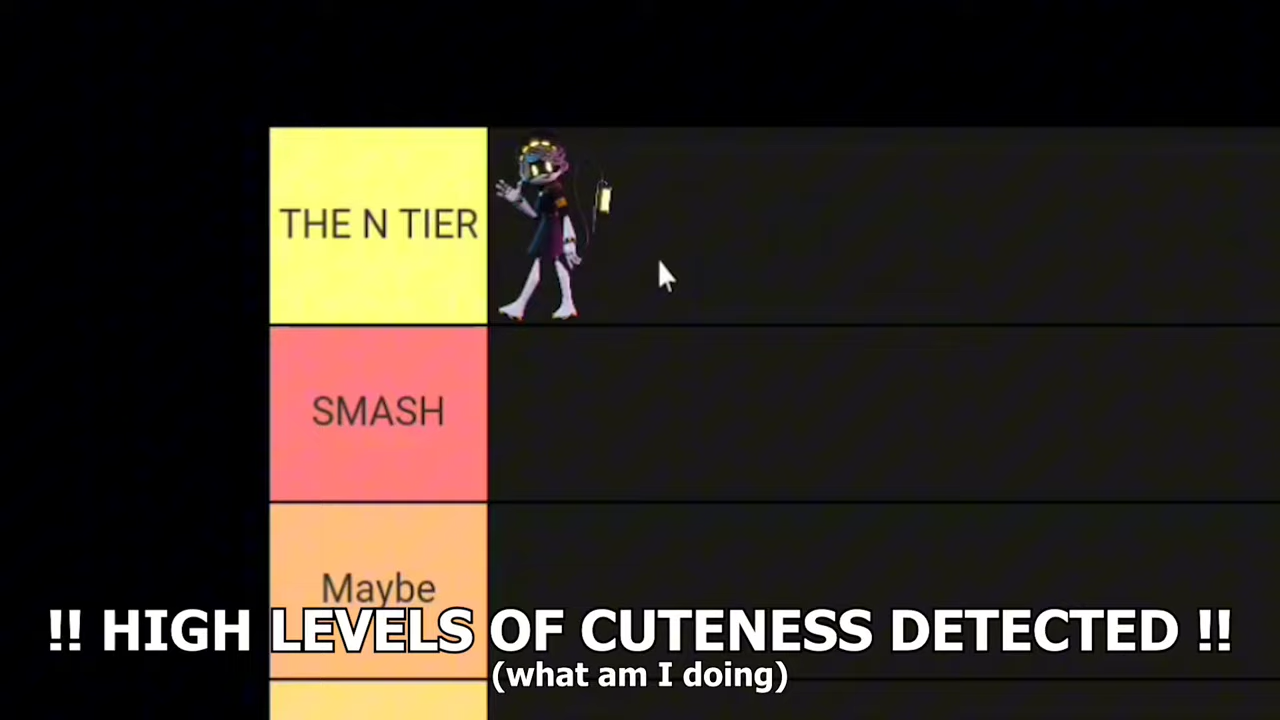 THE N TIER
SMASH
Maybe
!! HIGH LEVELS OF CUTENESS DETECTED !!
(what am I doing)